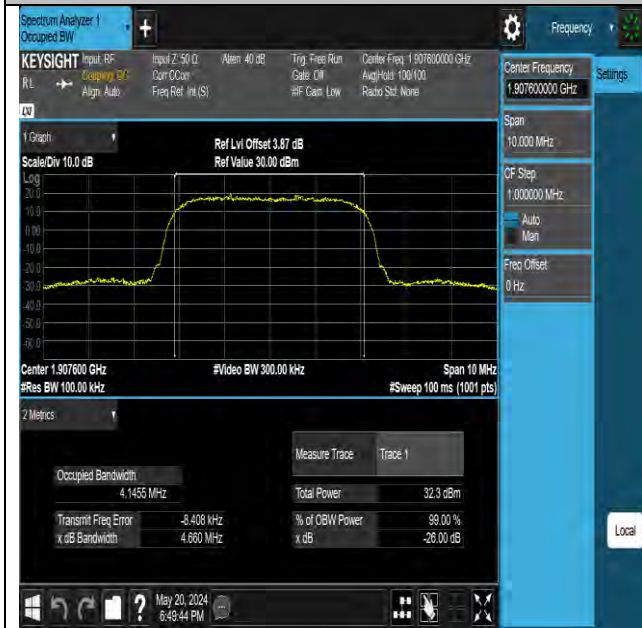 Spectrum Analyzer 1
Occupied BW
+
Frequency
KEYSIGHT
RL
LXI
Input: RF
Coupling: DC
Align: Auto
Input Z: 50 Ω
Corr CCorr
Freq Ref: Int (S)
Atten: 40 dB
Trig: Free Run
Gate: Off
#IF Gain: Low
Center Freq: 1.907600000 GHz
Avg|Hold: 100/100
Radio Std: None
Center Frequency
1.907600000 GHz
Settings
Span
10.000 MHz
CF Step
1.000000 MHz
Auto
Man
Freq Offset
0 Hz
1 Graph
Scale/Div 10.0 dB
Ref Lvl Offset 3.87 dB
Ref Value 30.00 dBm
Log
20.0
10.0
0.00
-10.0
-20.0
-30.0
-40.0
-60.0
Center 1.907600 GHz
#Video BW 300.00 kHz
Span 10 MHz
#Res BW 100.00 kHz
#Sweep 100 ms (1001 pts)
2 Metrics
Measure Trace
Trace 1
Occupied Bandwidth
4.1455 MHz
Total Power
32.3 dBm
Transmit Freq Error
-8.408 kHz
% of OBW Power
99.00 %
x dB Bandwidth
4.660 MHz
x dB
-26.00 dB
Local
?
May 20, 2024
6:49:44 PM